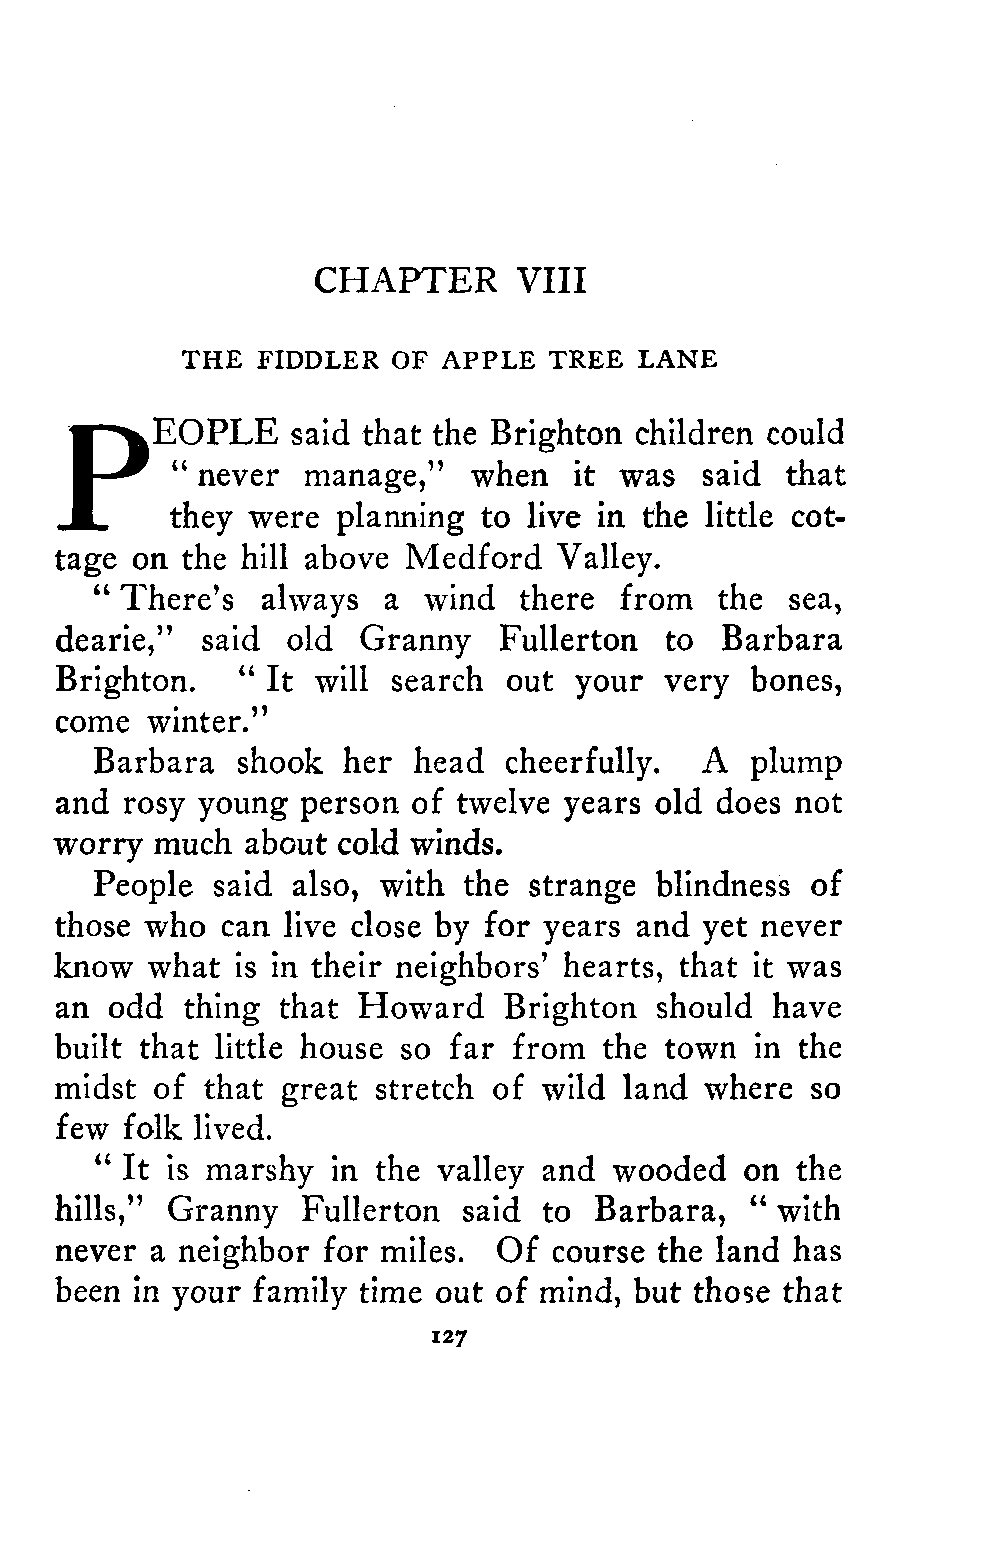 CHAPTER VIII
THE FIDDLER OF APPLE TREE LANE
PEOPLE said that the Brighton children could
“ never manage,” when it was said that
they were planning to live in the little cot-
tage on the hill above Medford Valley.
“ There’s always a wind there from the sea,
dearie,” said old Granny Fullerton to Barbara
Brighton. “ It will search out your very bones,
come winter.”
Barbara shook her head cheerfully. A plump
and rosy young person of twelve years old does not
worry much about cold winds.
People said also, with the strange blindness of
those who can live close by for years and yet never
know what is in their neighbors’ hearts, that it was
an odd thing that Howard Brighton should have
built that little house so far from the town in the
midst of that great stretch of wild land where so
few folk lived.
“ It is marshy in the valley and wooded on the
hills,” Granny Fullerton said to Barbara, “ with
never a neighbor for miles. Of course the land has
been in your family time out of mind, but those that
127